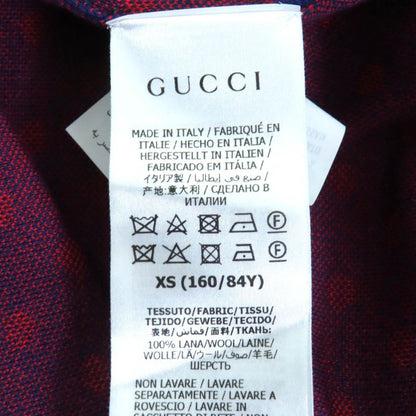 GUCCI
MADE IN ITALY / FABRIQUÉ EN
ITALIE / HECHO EN ITALIA /
HERGESTELLT IN ITALIEN /
FABRICADO EM ITALIA /
イタリア製 / صنع في إيطاليا /
产地:意大利 / СДЕЛАНО В
ИТАЛИИ
F
F
XS (160/84Y)
TESSUTO/FABRIC/TISSU/
TEJIDO/GEWEBE/TECIDO/
表地/قماش/面料/ТКАНЬ:
100% LANA/WOOL/LAINE/
WOLLE/LÃ/ウール/صوف/羊毛/
ШЕРСТЬ
NON LAVARE / LAVARE
SEPARATAMENTE / LAVARE A
ROVESCIO / LAVARE IN